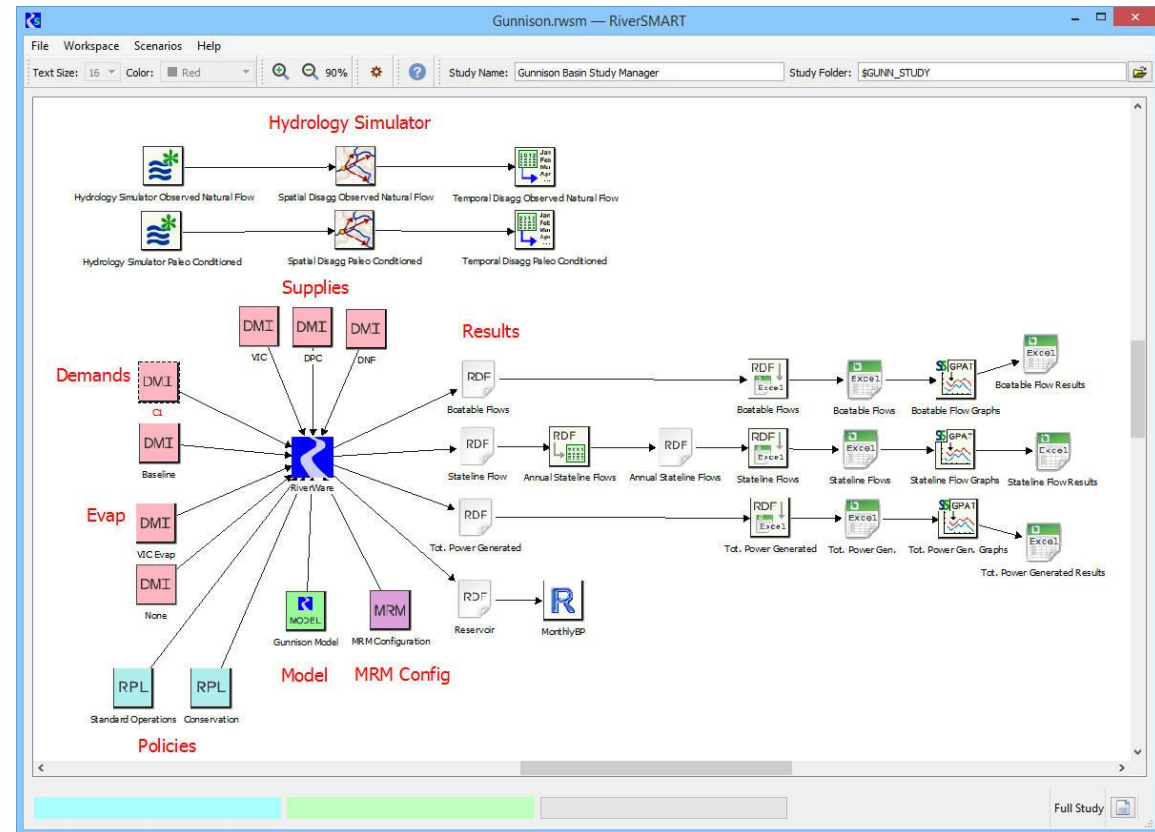 Gunnison.rwsm — RiverSMART
File Workspace Scenarios Help
Text Size: 16 Color: Red 90% Study Name: Gunnison Basin Study Manager Study Folder: $GUNN_STUDY
Hydrology Simulator
Hydrology Simulator Observed Natural Flow Spatial Disagg Observed Natural Flow Temporal Disagg Observed Natural Flow
Hydrology Simulator Paleo Conditioned Spatial Disagg Paleo Conditioned Temporal Disagg Paleo Conditioned
Supplies
DMI DMI DMI
VIC DPC DNF
Results
Demands
DMI
C1
DMI
Baseline
Evap
DMI
VIC Evap
DMI
None
RiverWare
RDF
Boatable Flows
RDF Excel
Boatable Flows
Excel
Boatable Flows
GPAT
Boatable Flow Graphs
Excel
Boatable Flow Results
RDF
Stateline Flow
RDF
Annual Stateline Flows
RDF
Annual Stateline Flows
RDF Excel
Stateline Flows
Excel
Stateline Flows
GPAT
Stateline Flow Graphs
Excel
Stateline Flow Results
RDF
Tot. Power Generated
RDF Excel
Tot. Power Generated
Excel
Tot. Power Gen.
GPAT
Tot. Power Gen. Graphs
Excel
Tot. Power Generated Results
RDF
Reservoir
R
MonthlyBP
MODEL
Gunnison Model
MRM
MRM Configuration
Model
MRM Config
RPL RPL
Standard Operations Conservation
Policies
Full Study